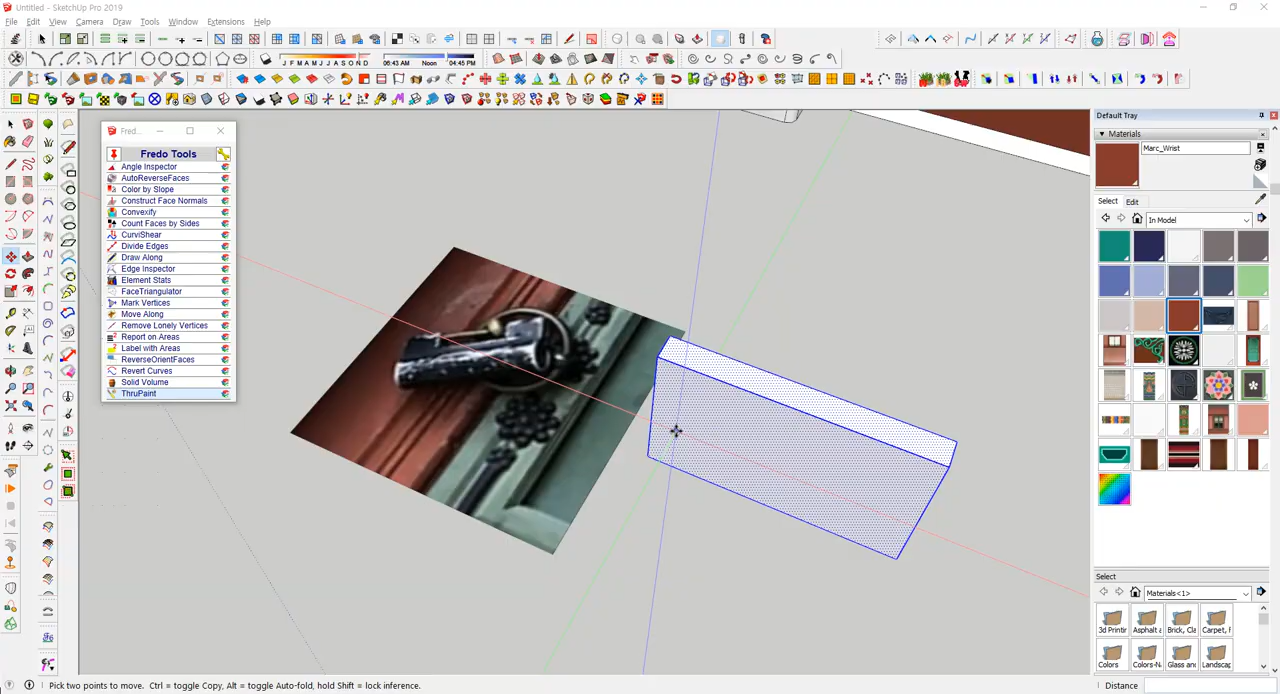 Untitled - SketchUp Pro 2019
File Edit View Camera Draw Tools Window Extensions Help
J F M A M J J A S O N D 06:43 AM Noon 04:45 PM
Fred...
Fredo Tools
Angle Inspector
AutoReverseFaces
Color by Slope
Construct Face Normals
Convexify
Count Faces by Sides
CurviShear
Divide Edges
Draw Along
Edge Inspector
Element Stats
FaceTriangulator
Mark Vertices
Move Along
Remove Lonely Vertices
Report on Areas
Label with Areas
ReverseOrientFaces
Revert Curves
Solid Volume
ThruPaint
Default Tray
Materials
Marc_Wrist
Select Edit
In Model
Select
Materials<1>
3d Printin
Asphalt a
Brick, Cla
Carpet, F
Colors
Colors-Na
Glass and
Landscap
Pick two points to move. Ctrl = toggle Copy, Alt = toggle Auto-fold, hold Shift = lock inference.
Distance